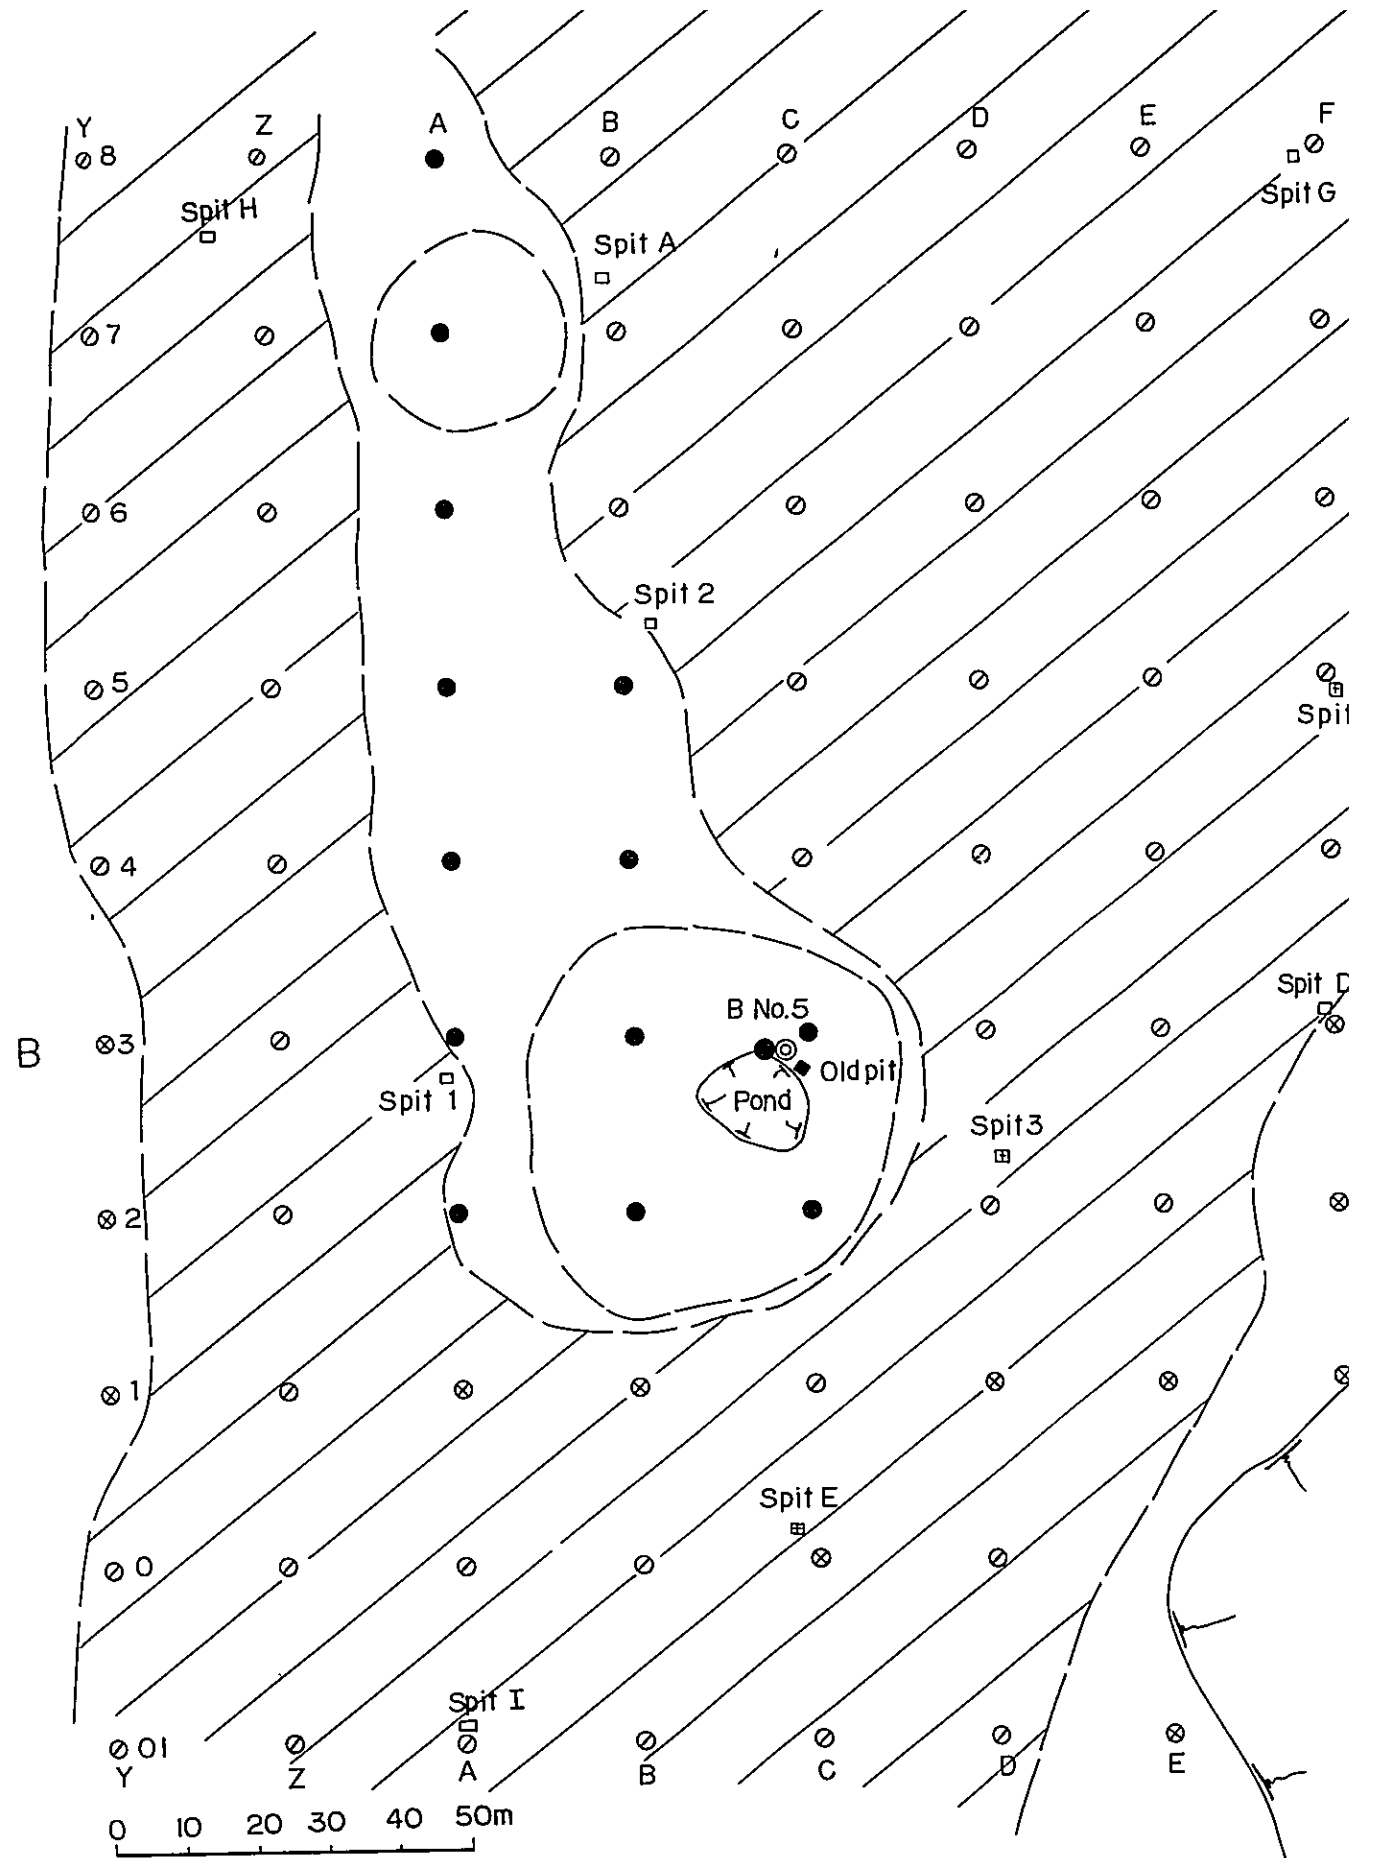 Y Z A B C D E F
8
Spit H
Spit A
Spit G
7
6
Spit 2
5
Spit
4
B No.5
Spit D
B
3
Old pit
Spit 1
Pond
Spit 3
2
1
Spit E
0
Spit I
01
Y Z A B C D E
0 10 20 30 40 50m